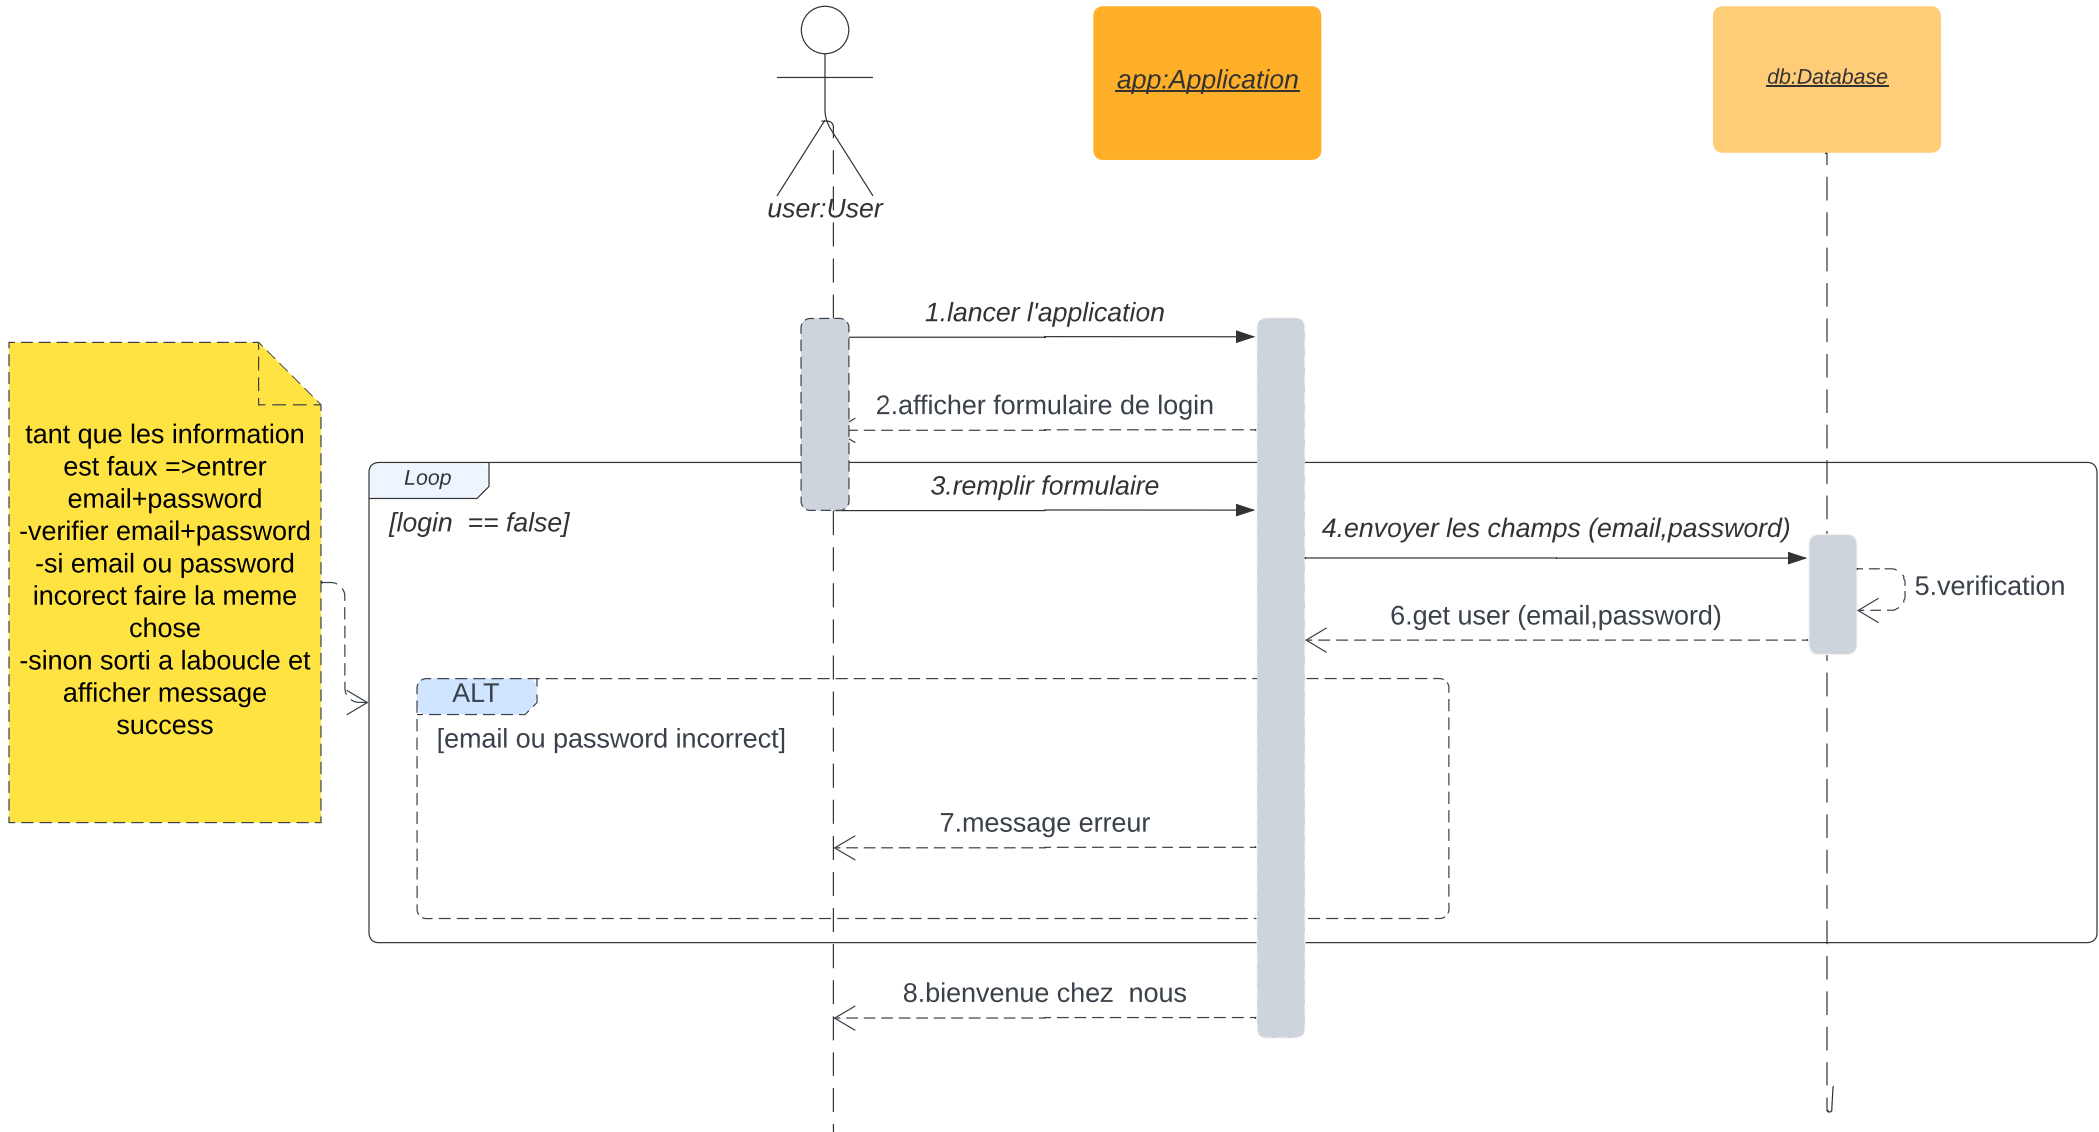 app:Application
db:Database
user:User
1.lancer l'application
2.afficher formulaire de login
tant que les information
est faux =>entrer
email+password
-verifier email+password
-si email ou password
incorect faire la meme
chose
-sinon sorti a laboucle et
afficher message
success
Loop
[login  == false]
3.remplir formulaire
4.envoyer les champs (email,password)
5.verification
6.get user (email,password)
ALT
[email ou password incorrect]
7.message erreur
8.bienvenue chez  nous